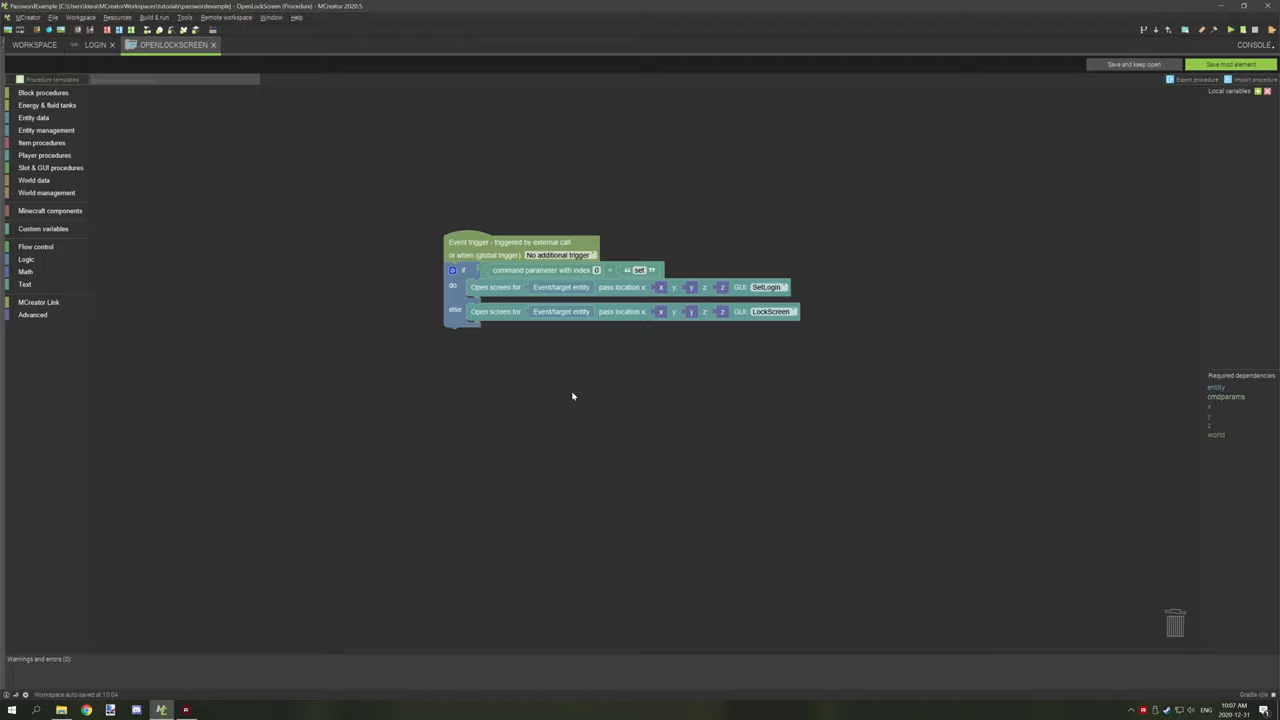 PasswordExample [C:\Users\kiera\MCreatorWorkspaces\tutorials\passwordexample] - OpenLockScreen (Procedure) - MCreator 2020.5
MCreator File Workspace Resources Build & run Tools Remote workspace Window Help
WORKSPACE LOGIN OPENLOCKSCREEN CONSOLE
Save and keep open Save mod element
Procedure templates Export procedure Import procedure
Local variables
Block procedures
Energy & fluid tanks
Entity data
Entity management
Item procedures
Player procedures
Slot & GUI procedures
World data
World management
Minecraft components
Custom variables
Flow control
Logic
Math
Text
MCreator Link
Advanced
Event trigger - triggered by external call
or when (global trigger): No additional trigger
if command parameter with index 0 = “ set ”
do Open screen for Event/target entity pass location x: x y: y z: z GUI: SetLogin
else Open screen for Event/target entity pass location x: x y: y z: z GUI: LockScreen
Required dependencies
entity
cmdparams
x
y
z
world
Warnings and errors (0):
Workspace auto-saved at 10:04 Gradle idle
ENG 10:07 AM
2020-12-31